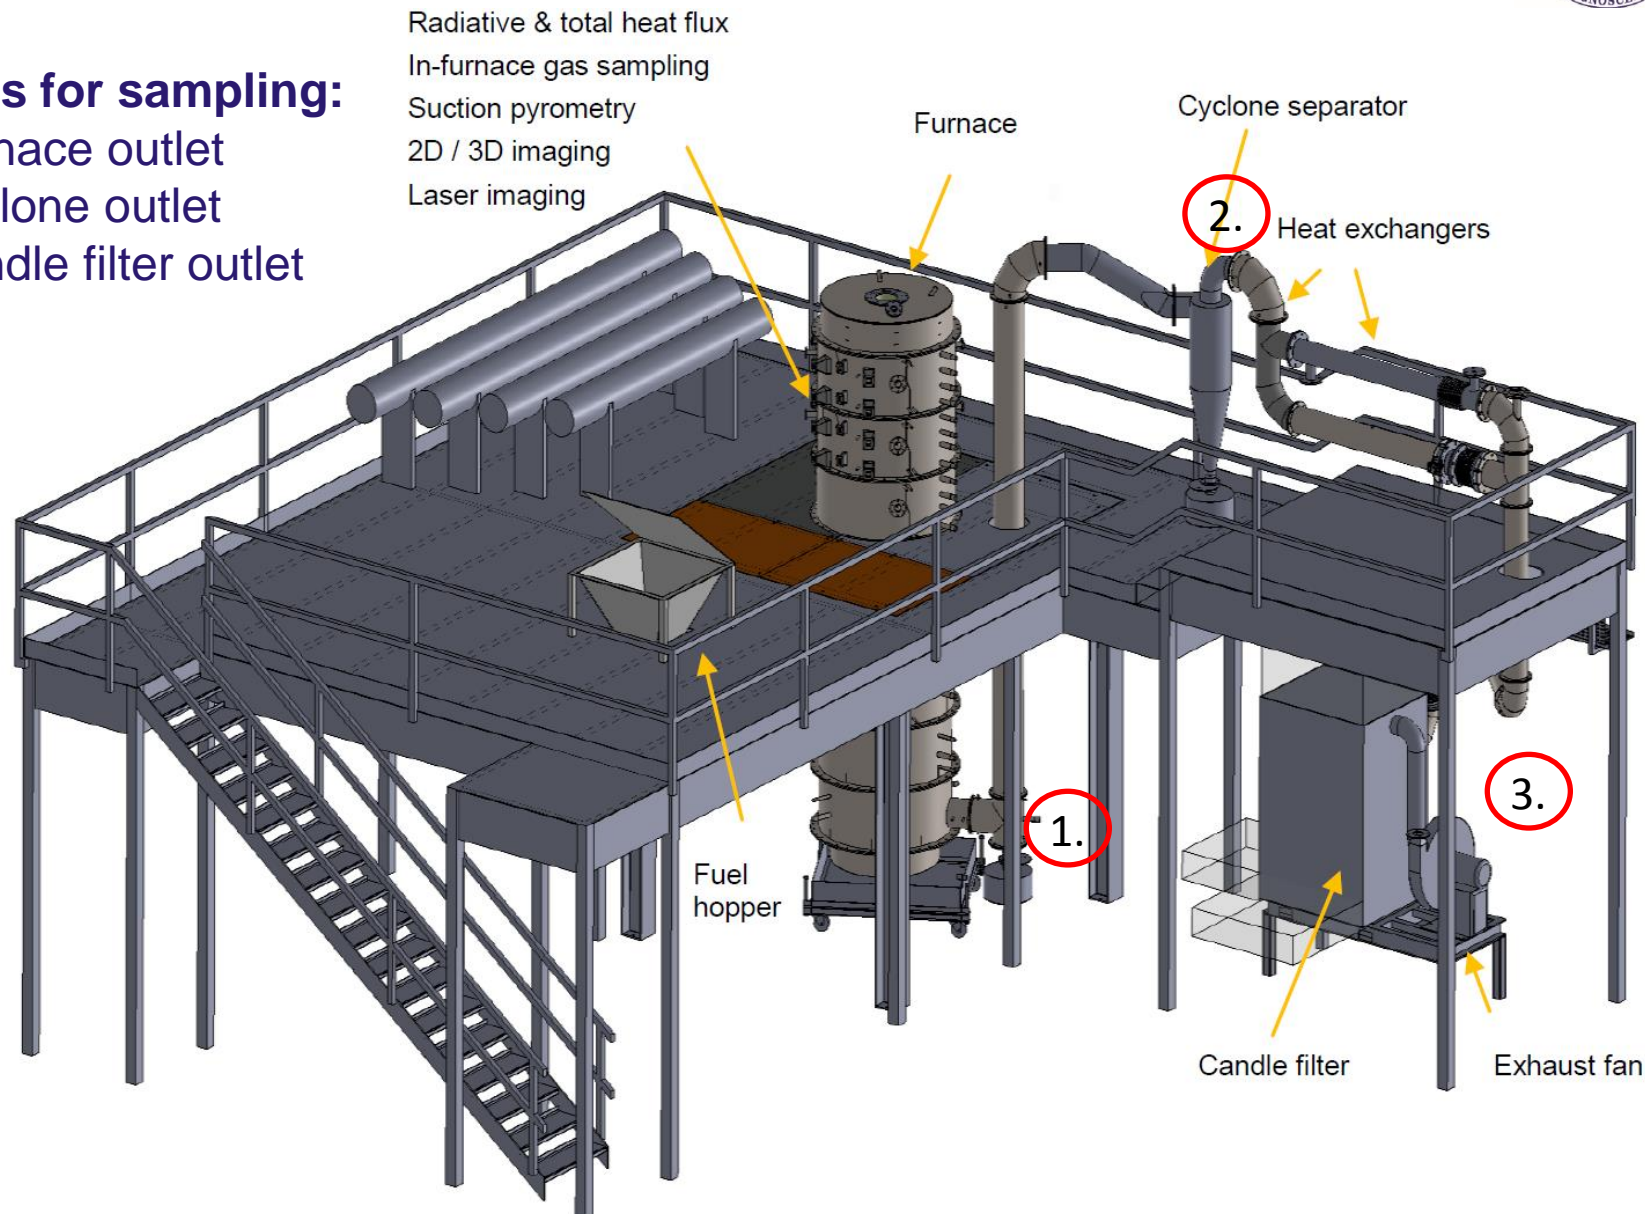 Radiative & total heat flux
In-furnace gas sampling
Suction pyrometry
2D / 3D imaging
Laser imaging
s for sampling:
nace outlet
lone outlet
ndle filter outlet
Furnace
Cyclone separator
2.
Heat exchangers
1.
3.
Fuel
hopper
Candle filter
Exhaust fan